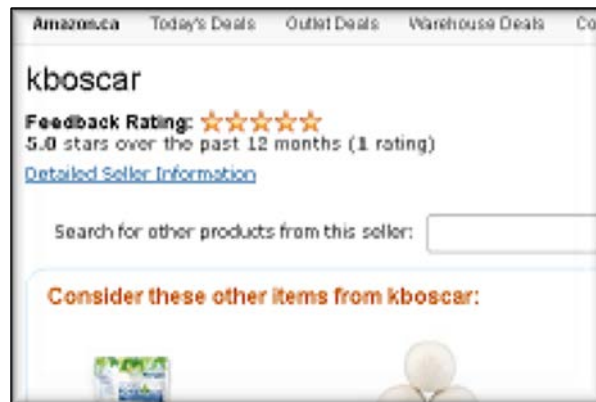 Amazon.ca Today's Deals Outlet Deals Warehouse Deals Co
kboscar
Feedback Rating:
5.0 stars over the past 12 months (1 rating)
Detailed Seller Information
Search for other products from this seller:
Consider these other items from kboscar: